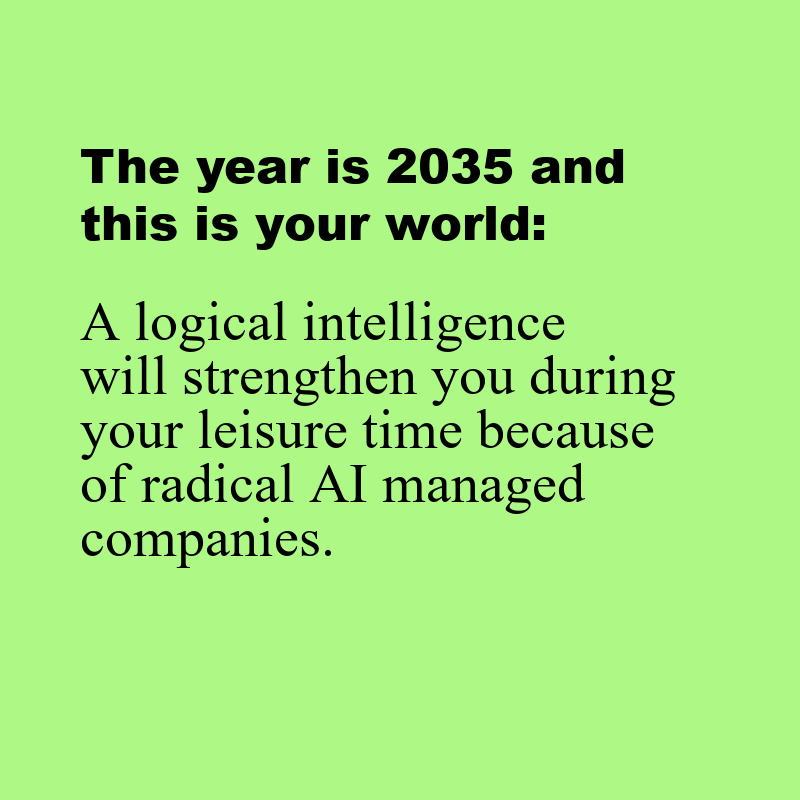 The year is 2035 and
this is your world:
A logical intelligence
will strengthen you during
your leisure time because
of radical AI managed
companies.